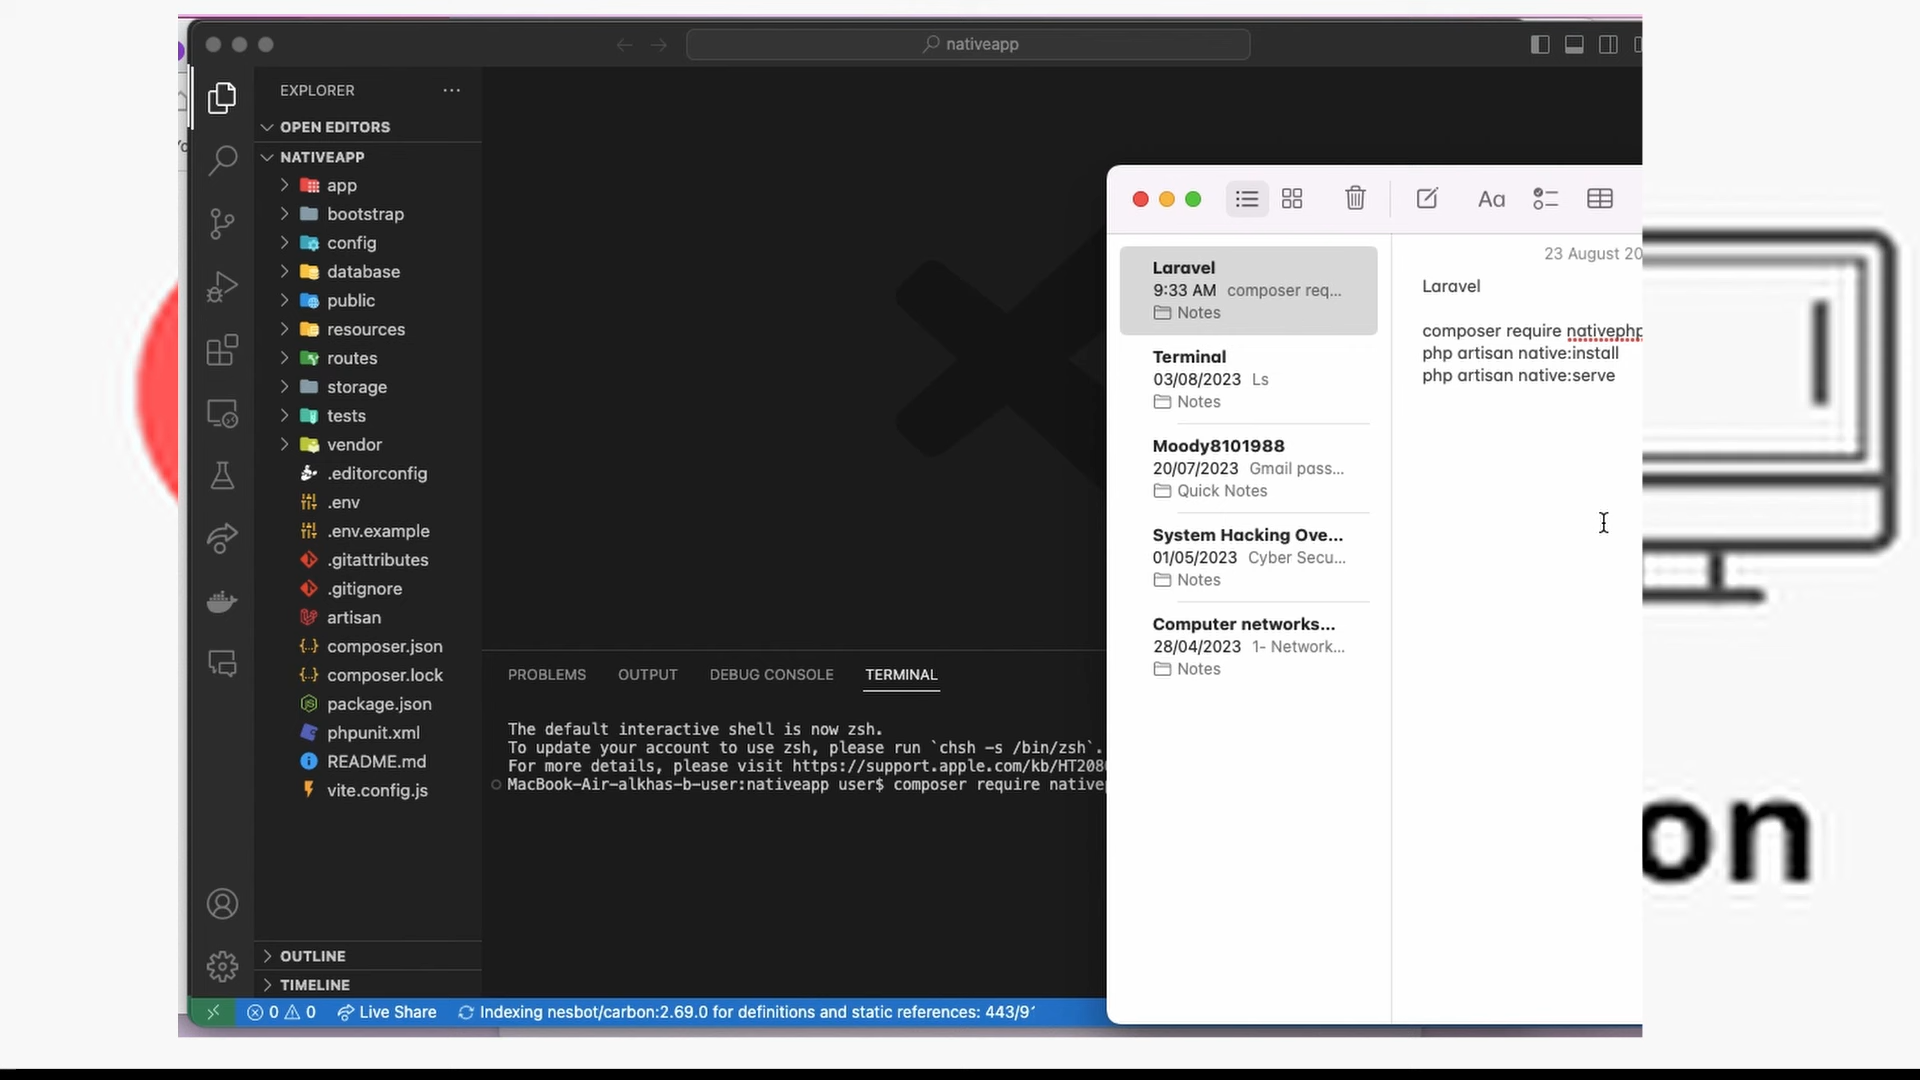 nativeapp
EXPLORER
OPEN EDITORS
NATIVEAPP
app
bootstrap
config
database
public
resources
routes
storage
tests
vendor
.editorconfig
.env
.env.example
.gitattributes
.gitignore
artisan
composer.json
composer.lock
package.json
phpunit.xml
README.md
vite.config.js
OUTLINE
TIMELINE
PROBLEMS OUTPUT DEBUG CONSOLE TERMINAL
The default interactive shell is now zsh.
To update your account to use zsh, please run `chsh -s /bin/zsh`.
For more details, please visit https://support.apple.com/kb/HT208
MacBook-Air-alkhas-b-user:nativeapp user$ composer require native
0 0 Live Share Indexing nesbot/carbon:2.69.0 for definitions and static references: 443/9
Aa
Laravel
9:33 AM composer req...
Notes
Terminal
03/08/2023 Ls
Notes
Moody8101988
20/07/2023 Gmail pass...
Quick Notes
System Hacking Ove...
01/05/2023 Cyber Secu...
Notes
Computer networks...
28/04/2023 1- Network...
Notes
23 August 20
Laravel
composer require nativephp
php artisan native:install
php artisan native:serve
on